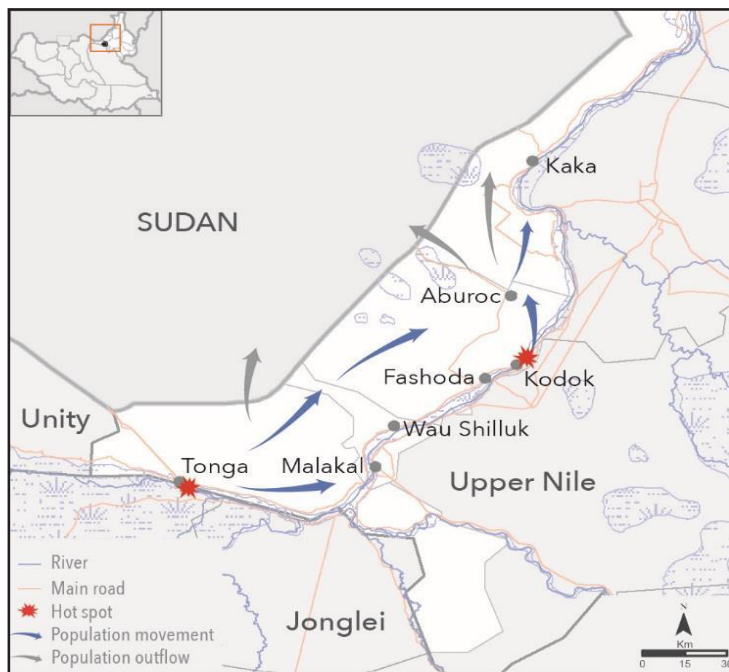 Kaka
SUDAN
Aburoc
Fashoda
Kodok
Unity
Wau Shilluk
Tonga
Malakal
Upper Nile
Jonglei
River
Main road
Hot spot
Population movement
Population outflow
N
Km
0 15 30